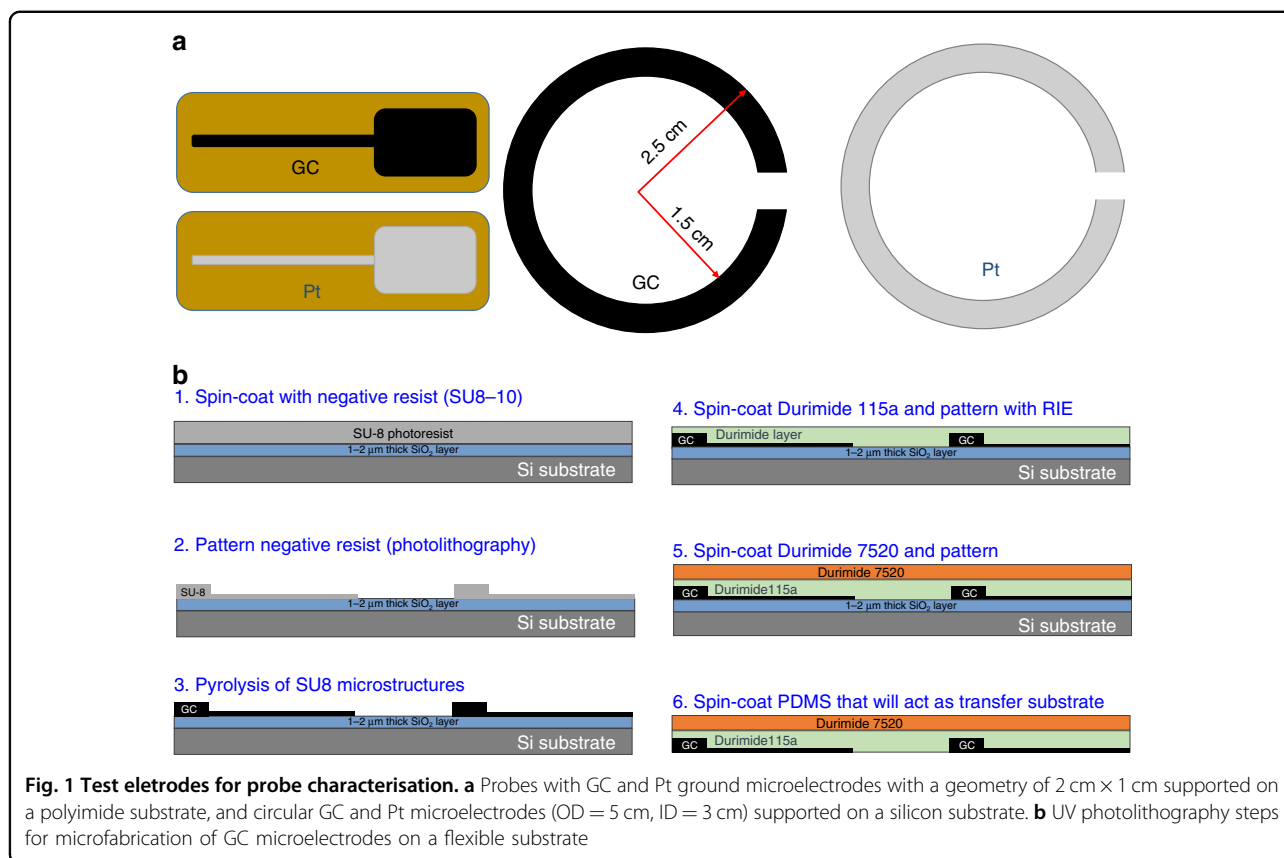 a
GC
Pt
2.5 cm
1.5 cm
GC
Pt
b
1. Spin-coat with negative resist (SU8–10)
SU-8 photoresist
1–2 μm thick SiO2 layer
Si substrate
2. Pattern negative resist (photolithography)
SU-8
1–2 μm thick SiO2 layer
Si substrate
3. Pyrolysis of SU8 microstructures
GC
1–2 μm thick SiO2 layer
Si substrate
4. Spin-coat Durimide 115a and pattern with RIE
GC Durimide layer GC
1–2 μm thick SiO2 layer
Si substrate
5. Spin-coat Durimide 7520 and pattern
Durimide 7520
GC Durimide115a GC
1–2 μm thick SiO2 layer
Si substrate
6. Spin-coat PDMS that will act as transfer substrate
Durimide 7520
GC Durimide115a GC
Fig. 1 Test eletrodes for probe characterisation. a Probes with GC and Pt ground microelectrodes with a geometry of 2 cm × 1 cm supported on
a polyimide substrate, and circular GC and Pt microelectrodes (OD = 5 cm, ID = 3 cm) supported on a silicon substrate. b UV photolithography steps
for microfabrication of GC microelectrodes on a flexible substrate